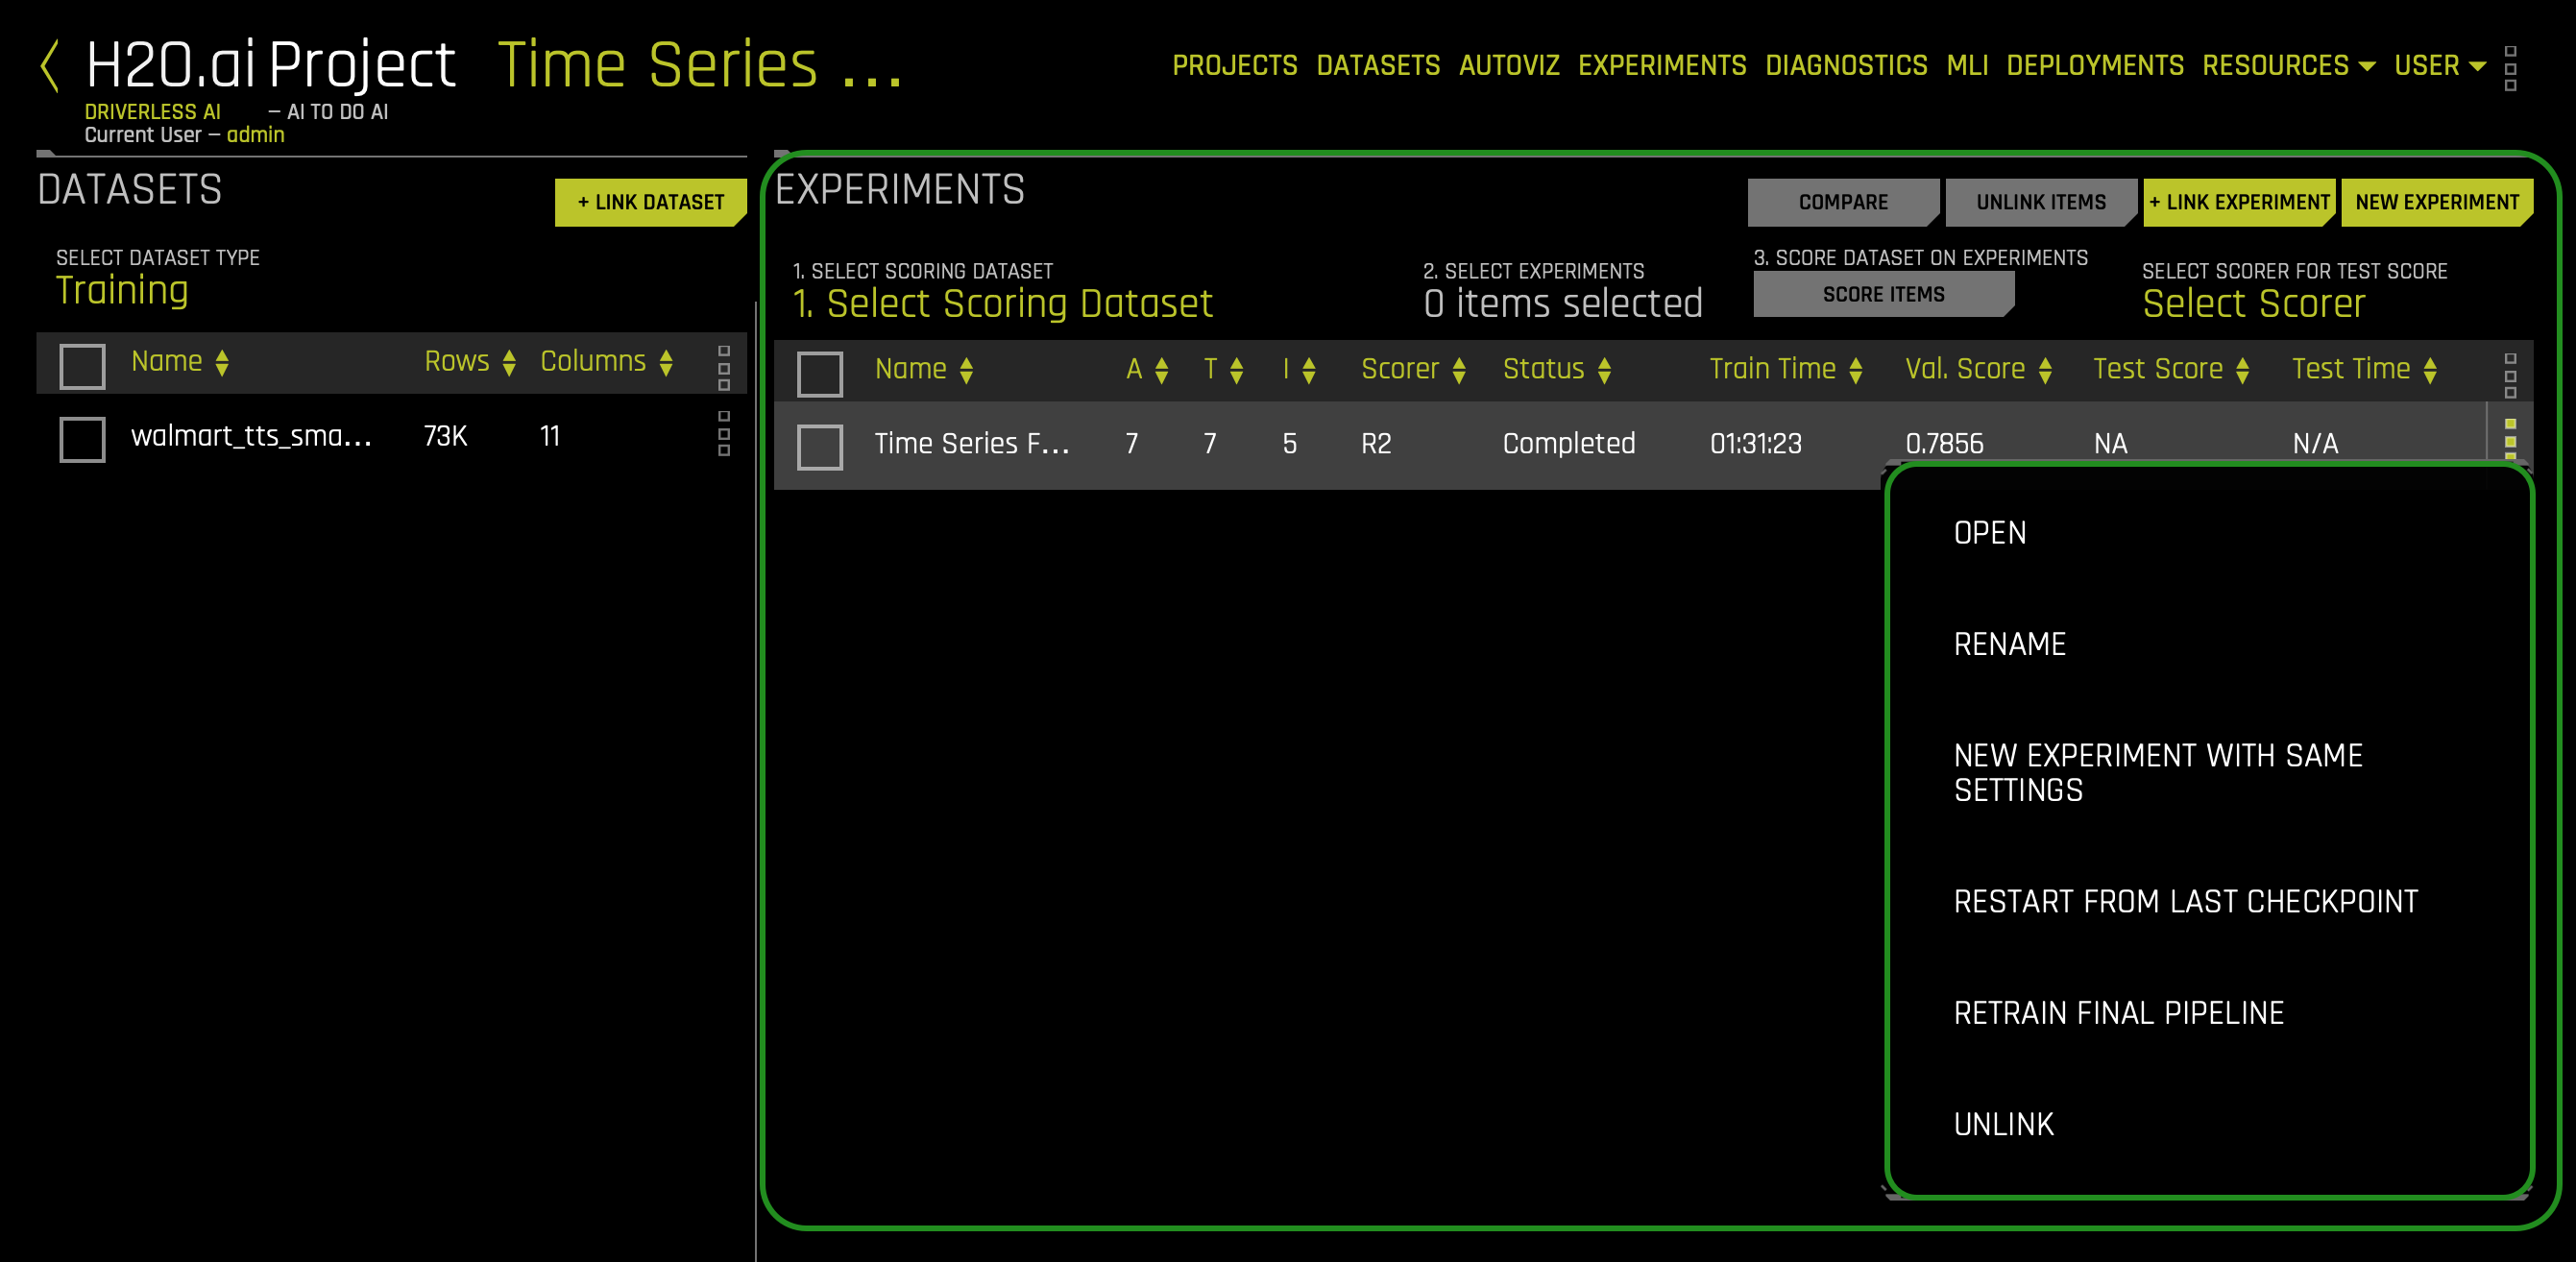 H2O.ai Project Time Series ...
PROJECTS DATASETS AUTOVIZ EXPERIMENTS DIAGNOSTICS MLI DEPLOYMENTS RESOURCES USER
DRIVERLESS AI – AI TO DO AI
Current User – admin
DATASETS
+ LINK DATASET
SELECT DATASET TYPE
Training
Name Rows Columns
walmart_tts_sma... 73K 11
EXPERIMENTS
COMPARE UNLINK ITEMS + LINK EXPERIMENT NEW EXPERIMENT
1. SELECT SCORING DATASET
1. Select Scoring Dataset
2. SELECT EXPERIMENTS
0 items selected
3. SCORE DATASET ON EXPERIMENTS
SCORE ITEMS
SELECT SCORER FOR TEST SCORE
Select Scorer
Name A T I Scorer Status Train Time Val. Score Test Score Test Time
Time Series F... 7 7 5 R2 Completed 01:31:23 0.7856 NA N/A
OPEN
RENAME
NEW EXPERIMENT WITH SAME
SETTINGS
RESTART FROM LAST CHECKPOINT
RETRAIN FINAL PIPELINE
UNLINK